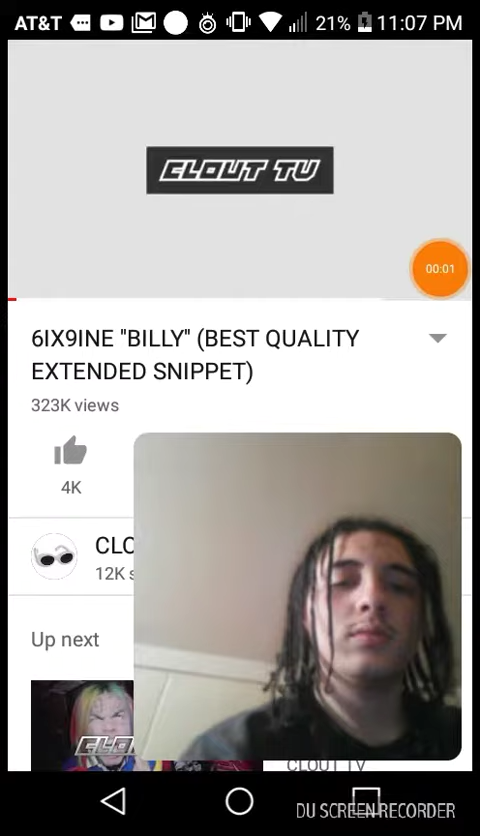 AT&T 21% 11:07 PM
CLOUT TV
00:01
6IX9INE "BILLY" (BEST QUALITY
EXTENDED SNIPPET)
323K views
4K
CLO
12K s
Up next
CLO
CLOUT TV
DU SCREEN RECORDER